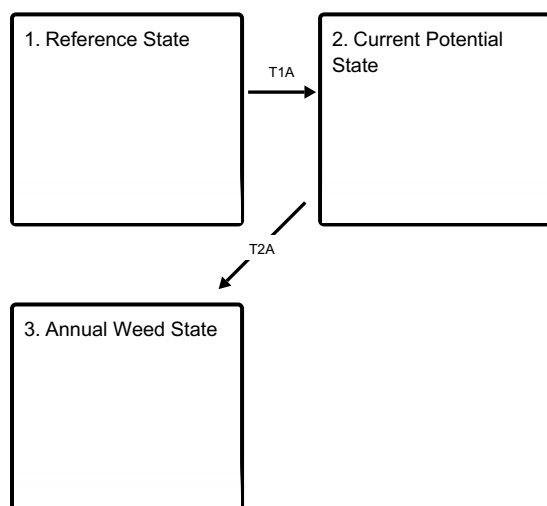 1. Reference State
T1A
2. Current Potential
State
T2A
3. Annual Weed State